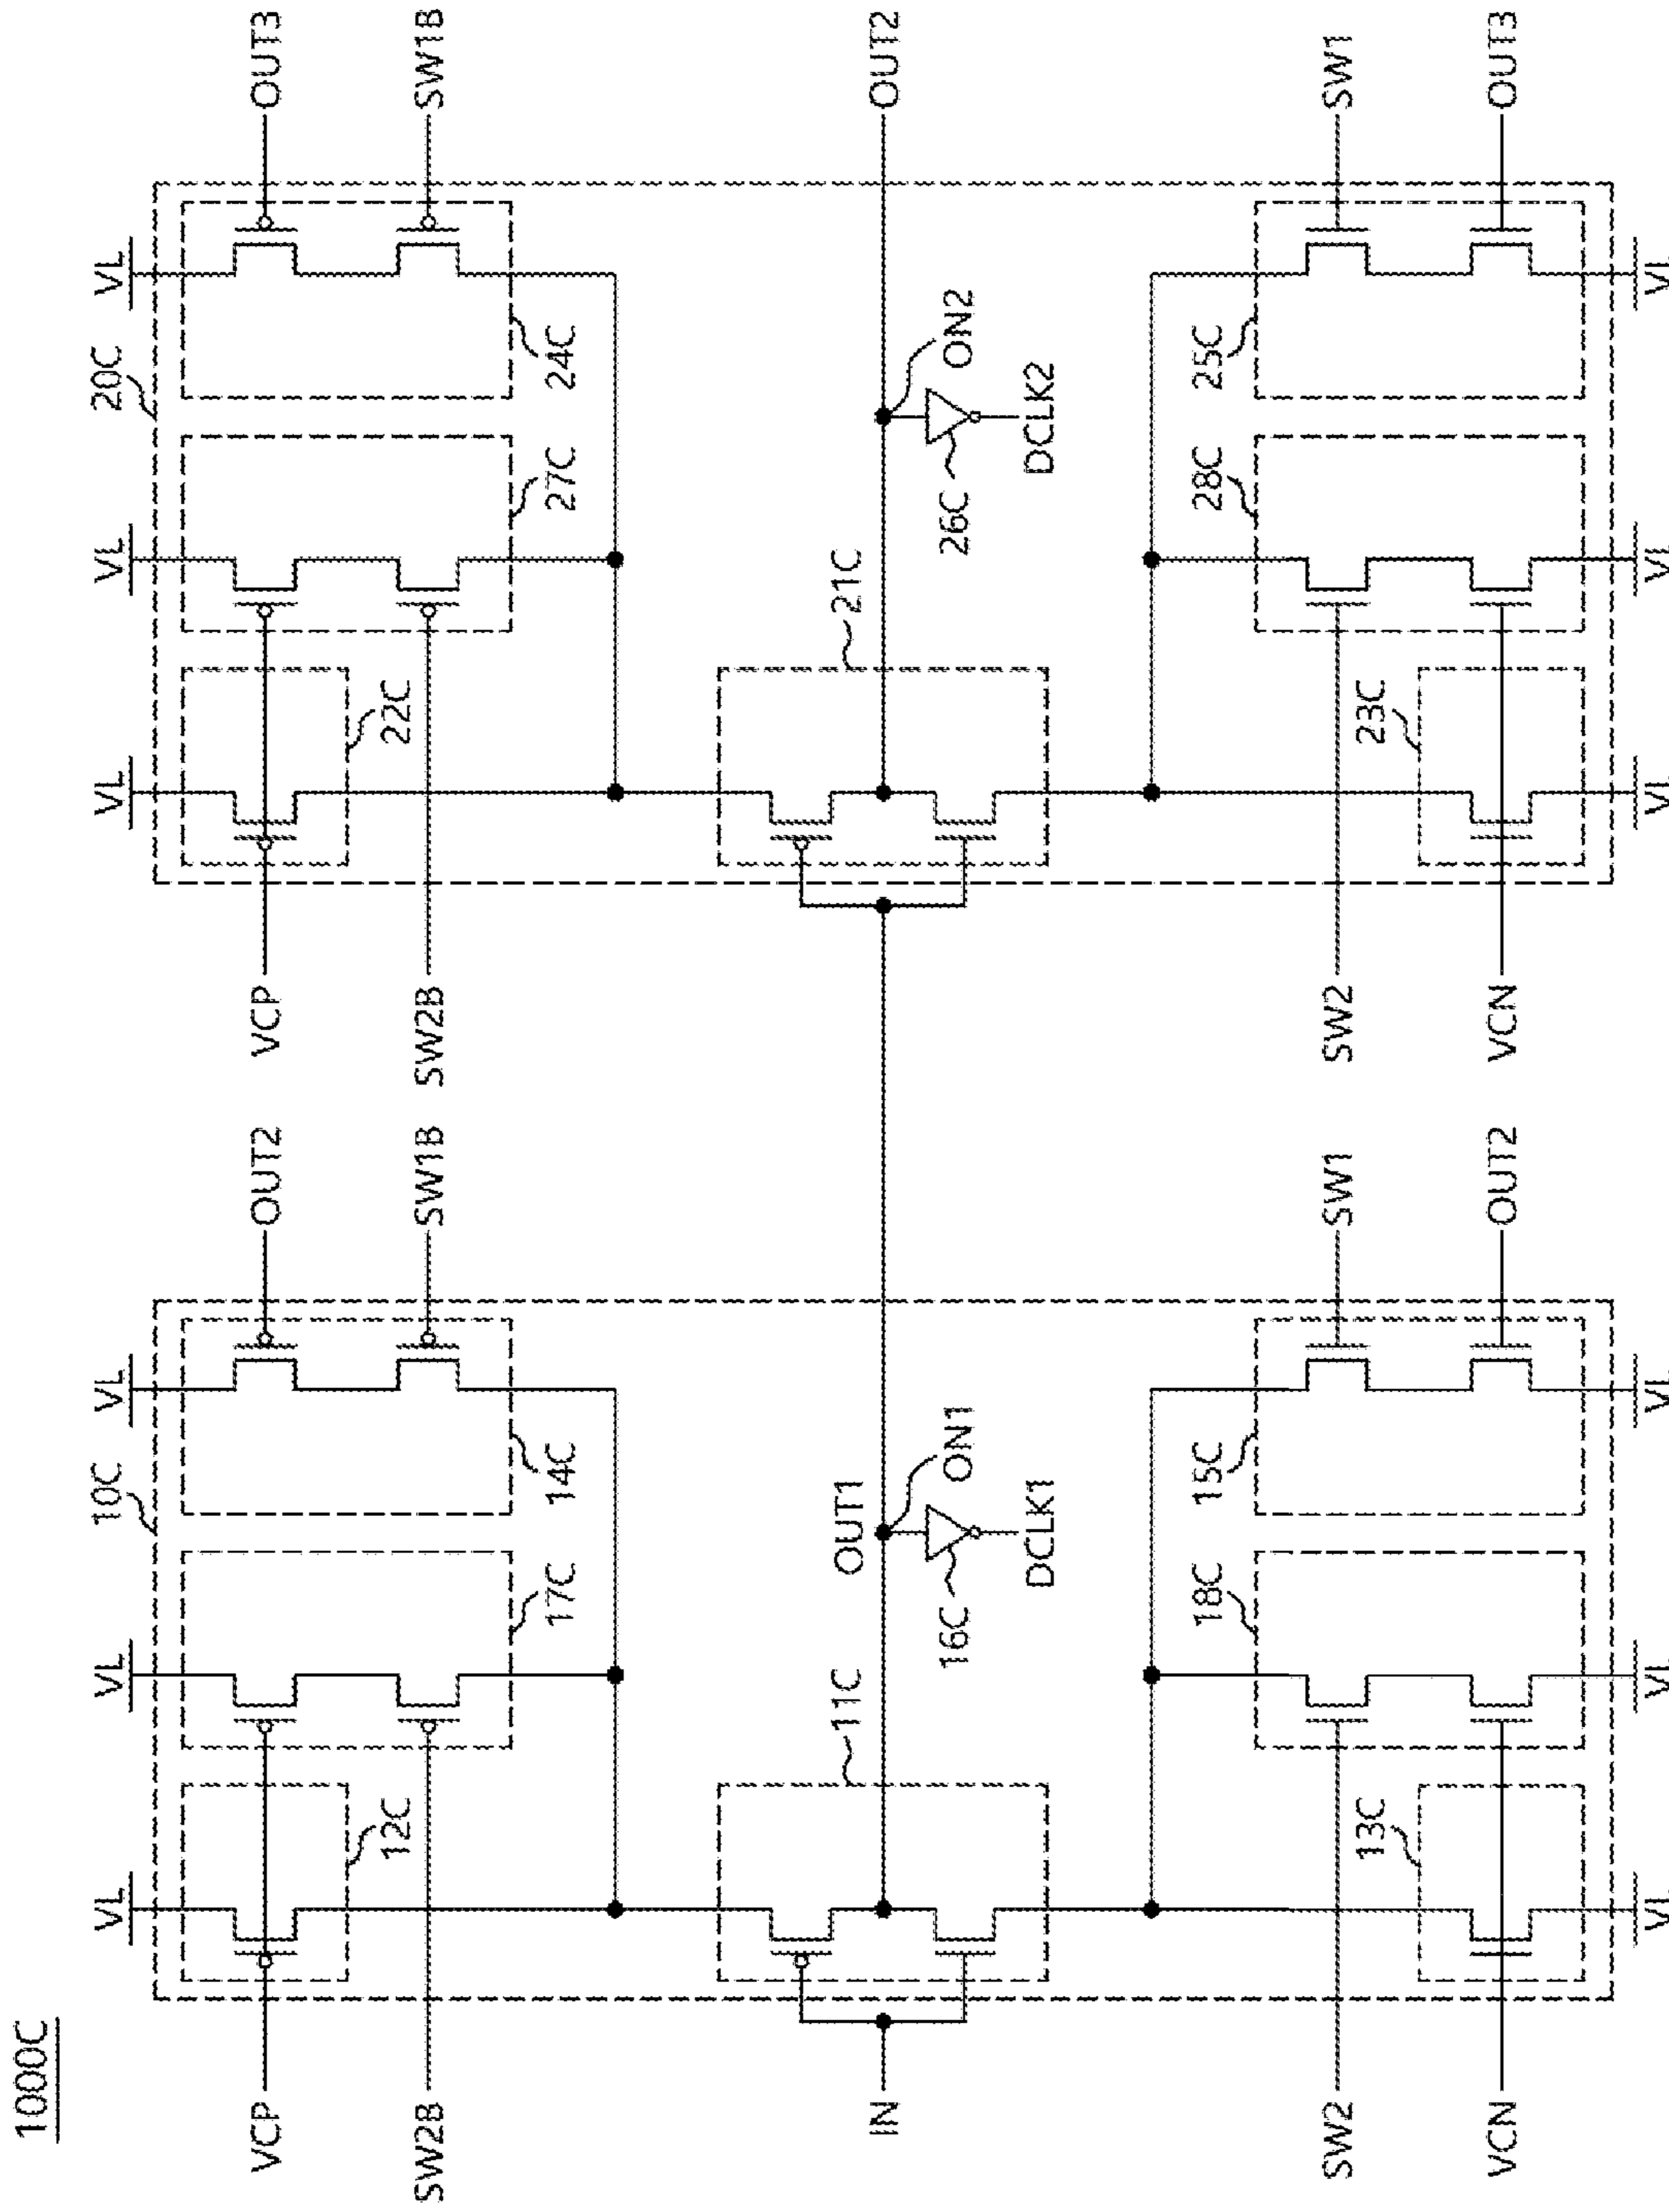 1000C
VL
VL
10C
VL
VL
VL
20C
VL
VCP
OUT2
VCP
OUT3
12C
22C
SW2B
SW1B
SW2B
SW1B
17C
14C
27C
24C
11C
OUT1
21C
IN
OUT2
16C
ON1
26C
ON2
DCLK1
DCLK2
18C
15C
28C
25C
SW2
SW1
SW2
SW1
13C
23C
VCN
OUT2
VCN
OUT3
VL
VL
VL
VL
VL
VL